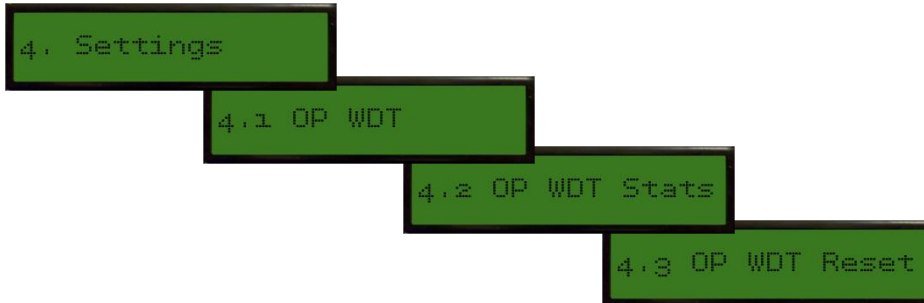 4. Settings
4.1 OP WDT
4.2 OP WDT Stats
4.3 OP WDT Reset